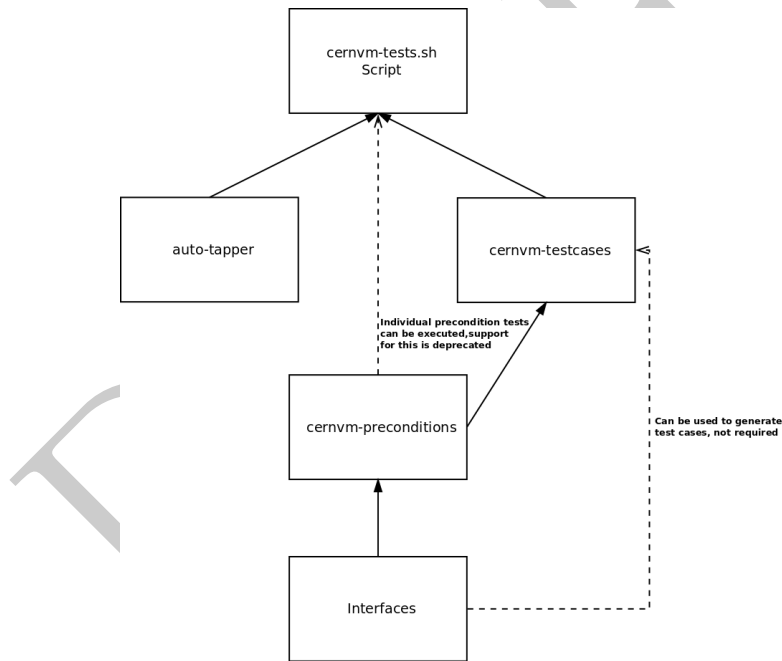 cernvm-tests.sh
Script
auto-tapper
cernvm-testcases
Individual precondition tests
can be executed,support
for this is deprecated
cernvm-preconditions
Can be used to generate
test cases, not required
Interfaces